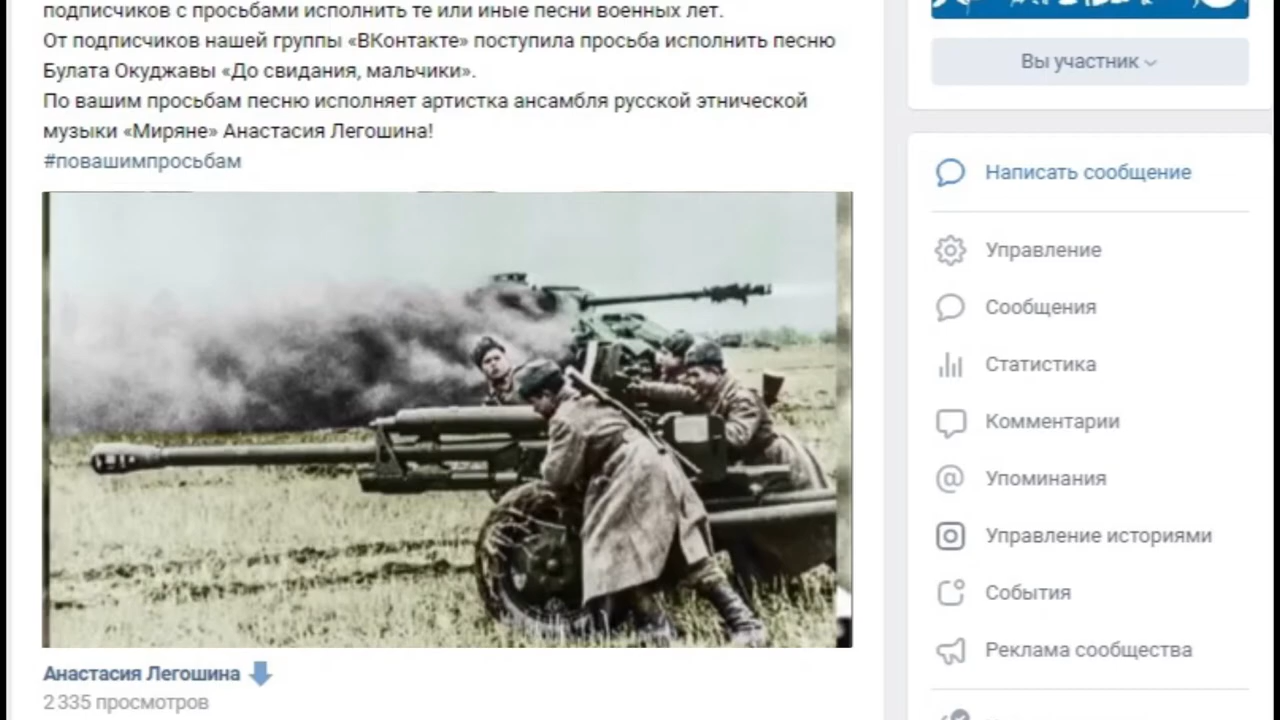 подписчиков с просьбами исполнить те или иные песни военных лет.
От подписчиков нашей группы «ВКонтакте» поступила просьба исполнить песню
Булата Окуджавы «До свидания, мальчики».
По вашим просьбам песню исполняет артистка ансамбля русской этнической
музыки «Миряне» Анастасия Легошина!
#повашимпросьбам
Анастасия Легошина
2 335 просмотров
Вы участник
Написать сообщение
Управление
Сообщения
Статистика
Комментарии
Упоминания
Управление историями
События
Реклама сообщества